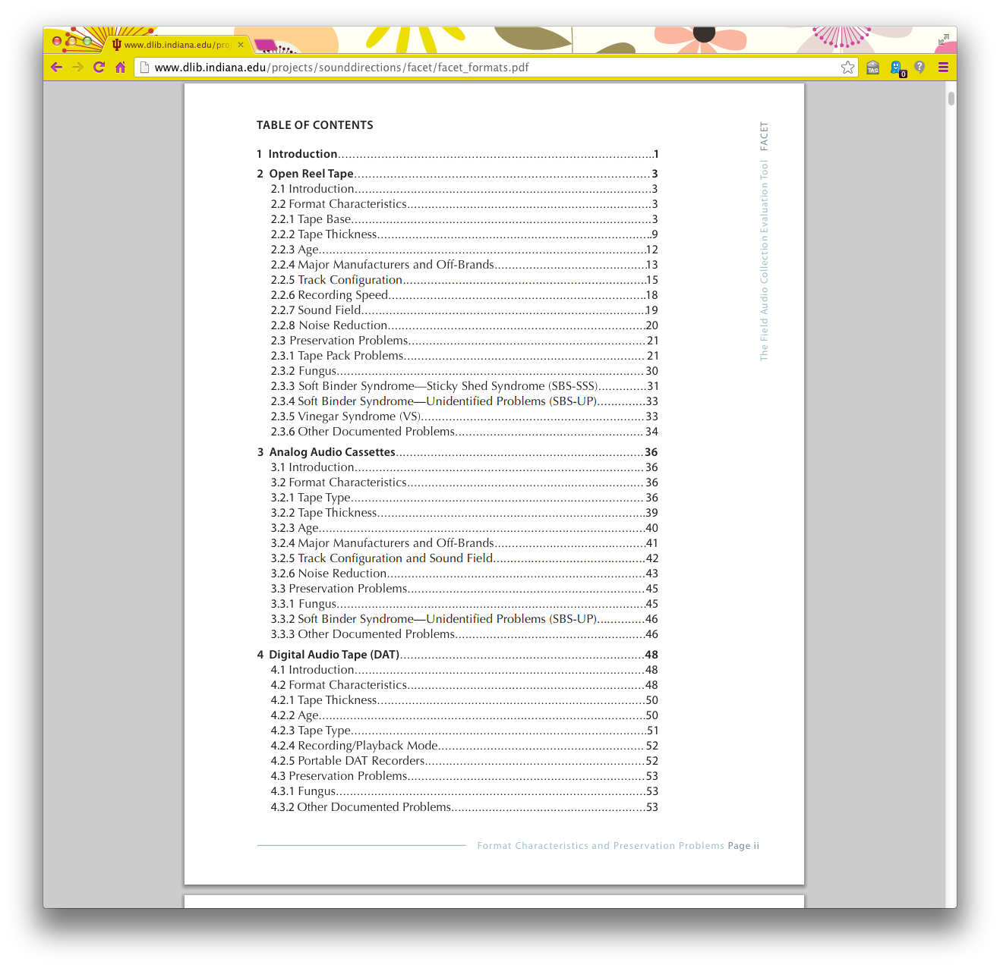 www.dlib.indiana.edu/pro
www.dlib.indiana.edu/projects/sounddirections/facet/facet_formats.pdf
TAG
0
?
TABLE OF CONTENTS
1 Introduction 1
2 Open Reel Tape 3
2.1 Introduction 3
2.2 Format Characteristics 3
2.2.1 Tape Base 3
2.2.2 Tape Thickness 9
2.2.3 Age 12
2.2.4 Major Manufacturers and Off-Brands 13
2.2.5 Track Configuration 15
2.2.6 Recording Speed 18
2.2.7 Sound Field 19
2.2.8 Noise Reduction 20
2.3 Preservation Problems 21
2.3.1 Tape Pack Problems 21
2.3.2 Fungus 30
2.3.3 Soft Binder Syndrome—Sticky Shed Syndrome (SBS-SSS) 31
2.3.4 Soft Binder Syndrome—Unidentified Problems (SBS-UP) 33
2.3.5 Vinegar Syndrome (VS) 33
2.3.6 Other Documented Problems 34
3 Analog Audio Cassettes 36
3.1 Introduction 36
3.2 Format Characteristics 36
3.2.1 Tape Type 36
3.2.2 Tape Thickness 39
3.2.3 Age 40
3.2.4 Major Manufacturers and Off-Brands 41
3.2.5 Track Configuration and Sound Field 42
3.2.6 Noise Reduction 43
3.3 Preservation Problems 45
3.3.1 Fungus 45
3.3.2 Soft Binder Syndrome—Unidentified Problems (SBS-UP) 46
3.3.3 Other Documented Problems 46
4 Digital Audio Tape (DAT) 48
4.1 Introduction 48
4.2 Format Characteristics 48
4.2.1 Tape Thickness 50
4.2.2 Age 50
4.2.3 Tape Type 51
4.2.4 Recording/Playback Mode 52
4.2.5 Portable DAT Recorders 52
4.3 Preservation Problems 53
4.3.1 Fungus 53
4.3.2 Other Documented Problems 53
The Field Audio Collection Evaluation Tool FACET
Format Characteristics and Preservation Problems Page ii